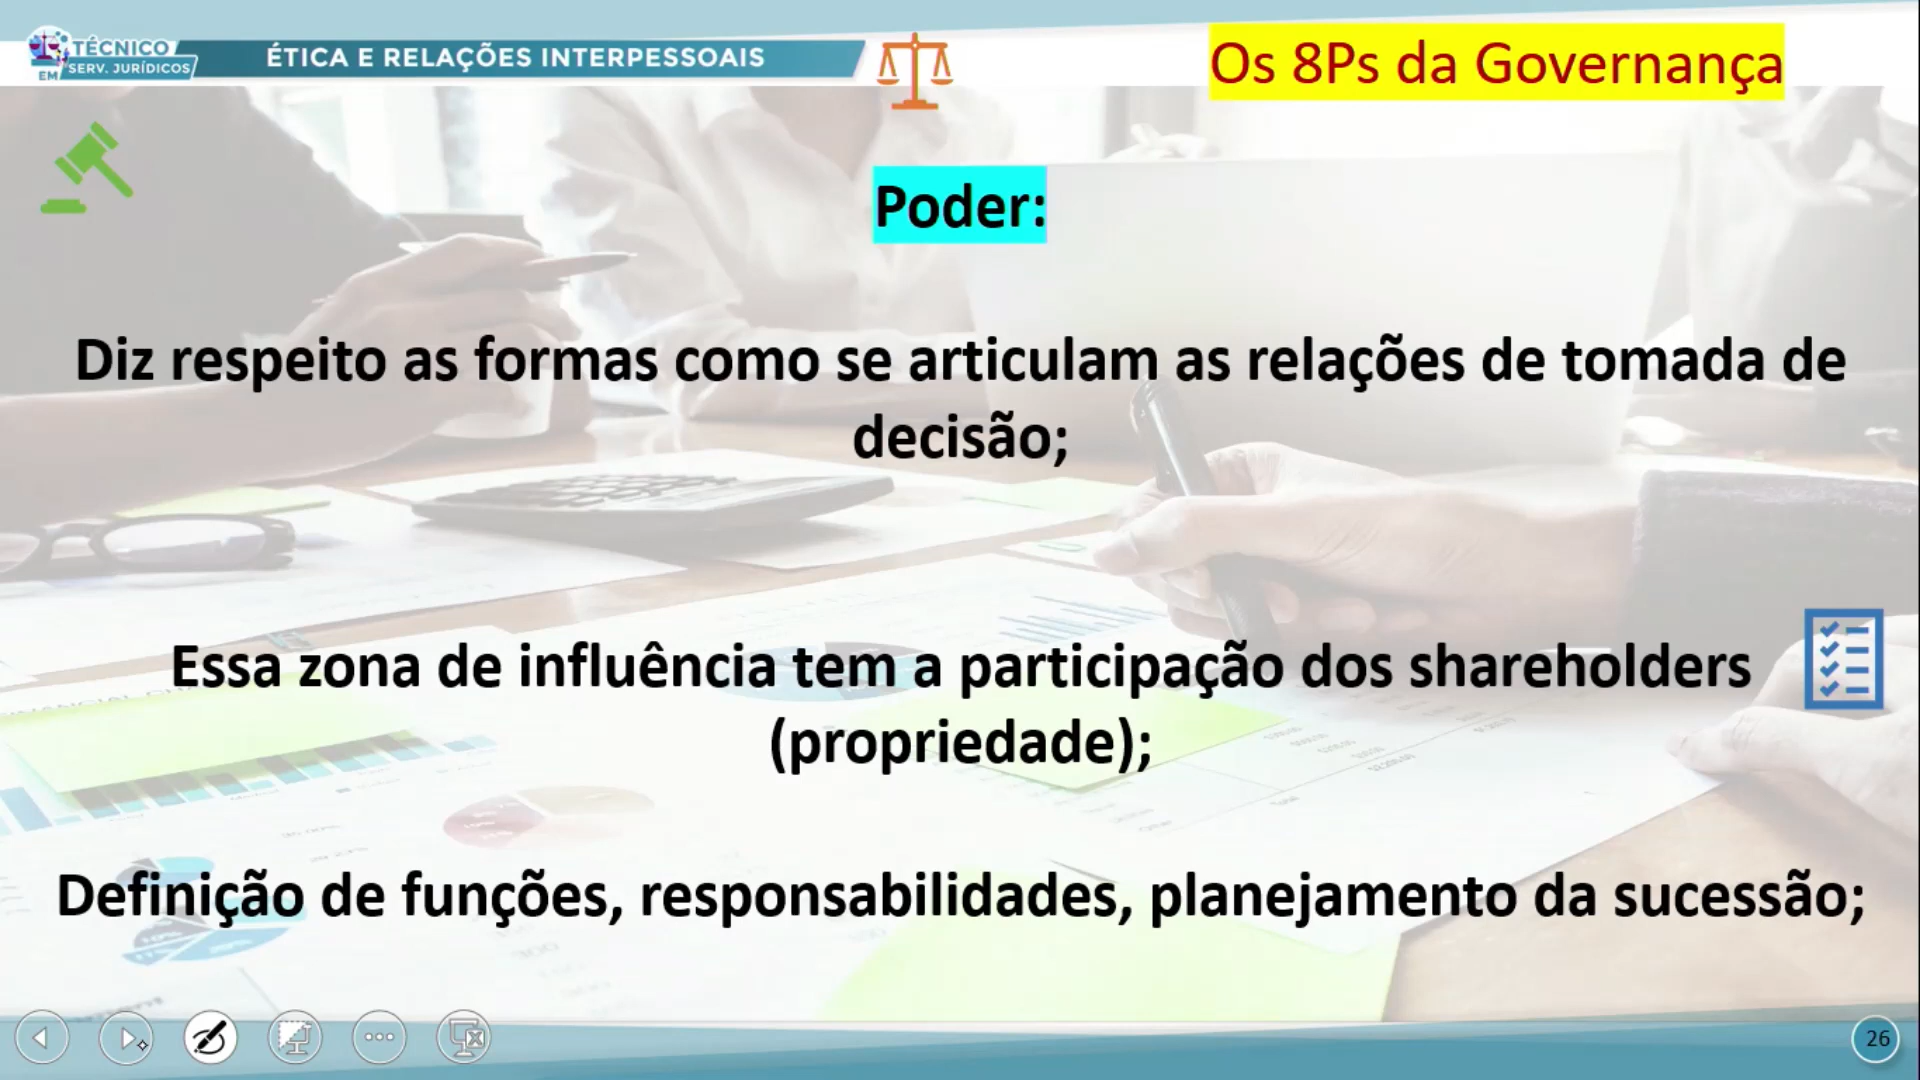 TÉCNICO
EM SERV. JURÍDICOS
ÉTICA E RELAÇÕES INTERPESSOAIS
Os 8Ps da Governança
Poder:
Diz respeito as formas como se articulam as relações de tomada de
decisão;
Essa zona de influência tem a participação dos shareholders
(propriedade);
Definição de funções, responsabilidades, planejamento da sucessão;
26